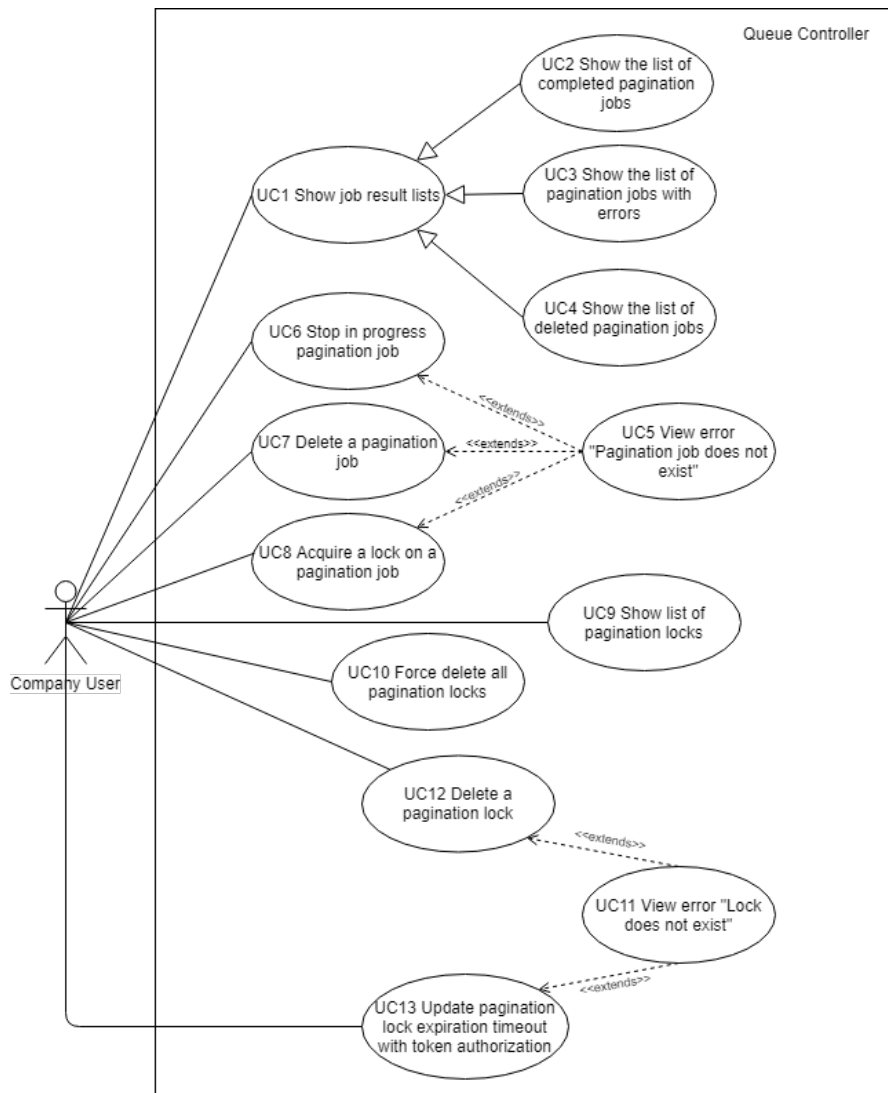 Queue Controller
UC2 Show the list of
completed pagination
jobs
UC1 Show job result lists
UC3 Show the list of
pagination jobs with
errors
UC4 Show the list of
deleted pagination jobs
UC6 Stop in progress
pagination job
<<extends>>
UC7 Delete a pagination
job
<<extends>>
UC5 View error
"Pagination job does not
exist"
<<extends>>
UC8 Acquire a lock on a
pagination job
UC9 Show list of
pagination locks
Company User
UC10 Force delete all
pagination locks
UC12 Delete a
pagination lock
<<extends>>
UC11 View error "Lock
does not exist"
<<extends>>
UC13 Update pagination
lock expiration timeout
with token authorization